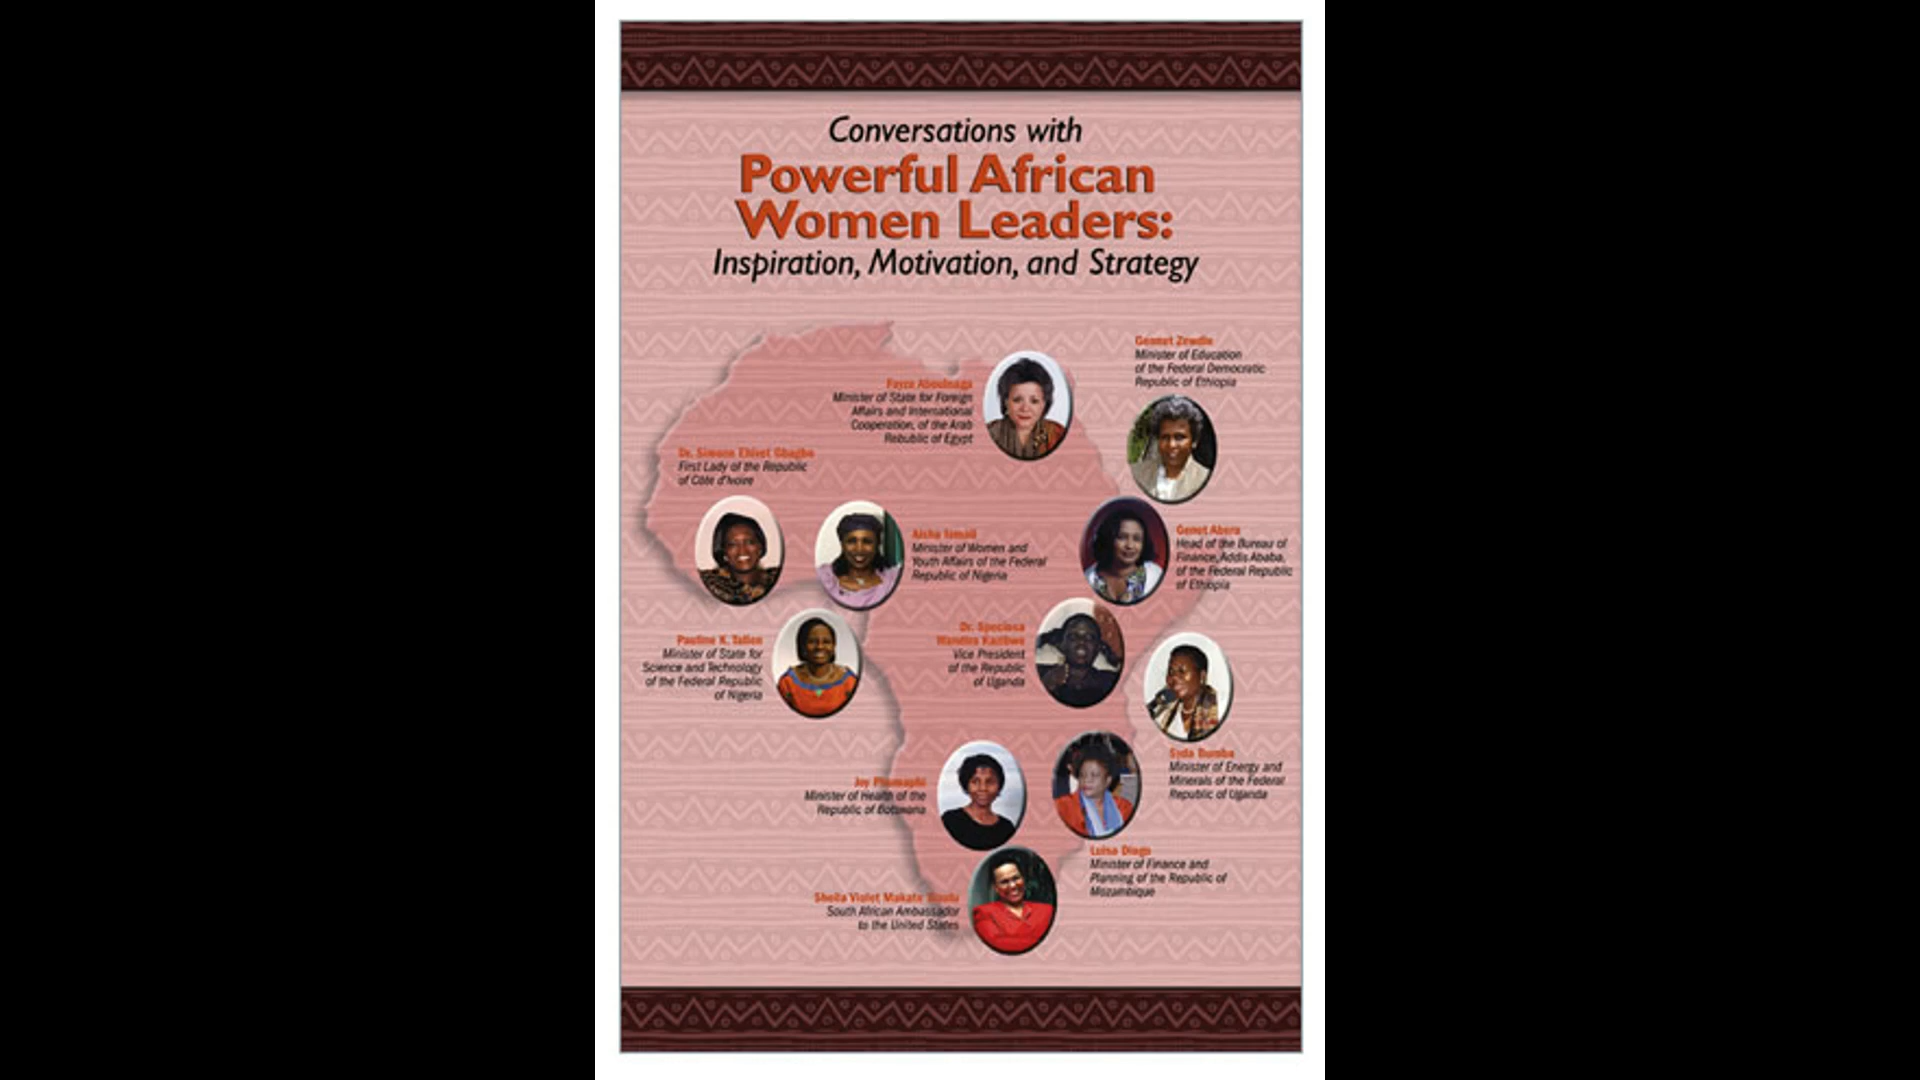 Conversations with
Powerful African
Women Leaders:
Inspiration, Motivation, and Strategy
Gennet Zewdie
Minister of Education
of the Federal Democratic
Republic of Ethiopia
Fayza Aboulnaga
Minister of State for Foreign
Affairs and International
Cooperation, of the Arab
Rebublic of Egypt
Dr. Simone Ehivet Gbagbo
First Lady of the Republic
of Côte d'Ivoire
Aisha Ismail
Minister of Women and
Youth Affairs of the Federal
Republic of Nigeria
Genet Abera
Head of the Bureau of
Finance, Addis Ababa,
of the Federal Republic
of Ethiopia
Pauline K. Tallen
Minister of State for
Science and Technology
of the Federal Republic
of Nigeria
Dr. Speciosa
Wandira Kazibwe
Vice President
of the Republic
of Uganda
Syda Bumba
Minister of Energy and
Minerals of the Federal
Republic of Uganda
Joy Phumaphi
Minister of Health of the
Republic of Botswana
Luisa Diogo
Minister of Finance and
Planning of the Republic of
Mozambique
Sheila Violet Makate
South African Ambassador
to the United States